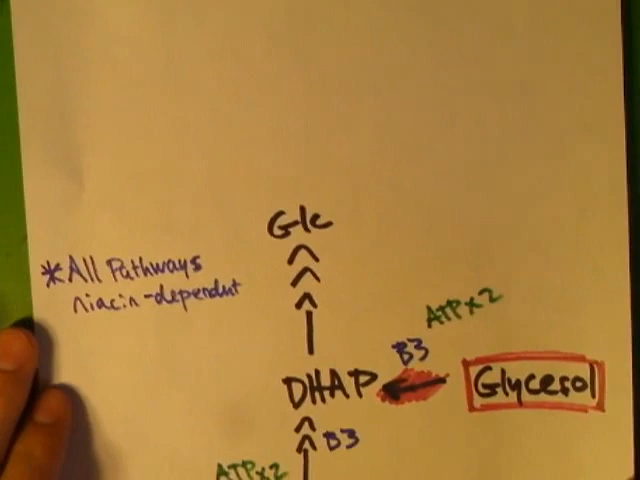 Glc
*All Pathways
niacin-dependent
ATPx2
B3
DHAP
Glycerol
B3
ATPx2